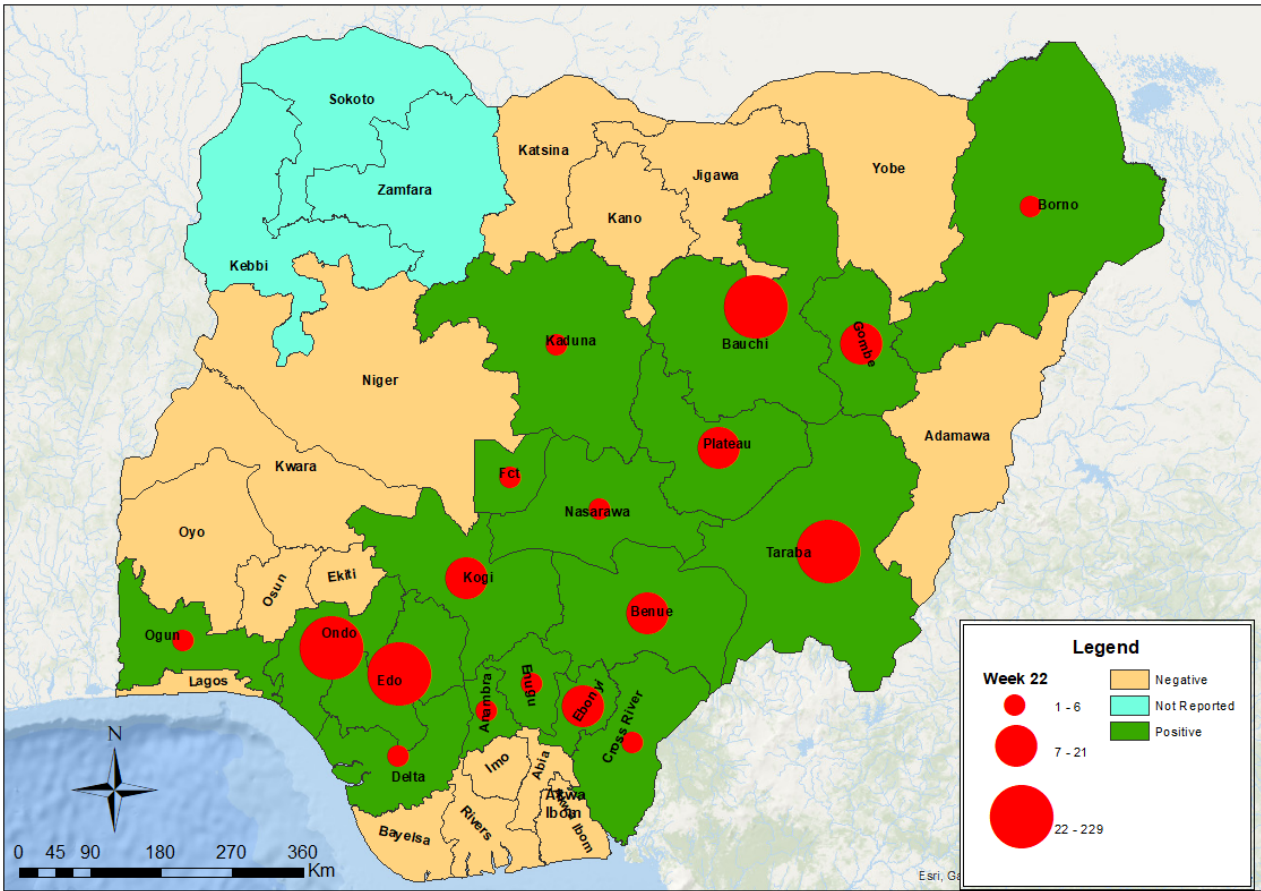 Sokoto
Katsina
Jigawa
Yobe
Zamfara
Kano
Borno
Kebbi
Kaduna
Bauchi
Gombe
Niger
Adamawa
Plateau
Kwara
Fct
Nasarawa
Oyo
Taraba
Ekiti
Kogi
Osun
Benue
Ogun
Ondo
Edo
Enugu
Ebonyi
Lagos
Anambra
Cross River
Delta
Imo
Abia
Akwa
Ibom
Akwa Ibom
Rivers
Bayelsa
N
0 45 90 180 270 360
Km
Legend
Week 22
1 - 6
7 - 21
22 - 229
Negative
Not Reported
Positive
Esri,